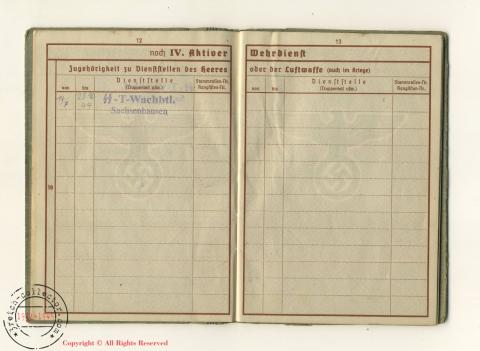 12
noch IV. Aktiver
Zugehörigkeit zu Dienststellen des Heeres
von
bis
Dienststelle
(Truppenteil usw.)
Stammrollen-Nr.
Ranglisten-Nr.
ϟϟ-T-Wachbtl.
Sachsenhausen
10
13
Wehrdienst
oder der Luftwaffe (auch im Kriege)
von
bis
Dienststelle
(Truppenteil usw.)
Stammrollen-Nr.
Ranglisten-Nr.
Copyright © All Rights Reserved